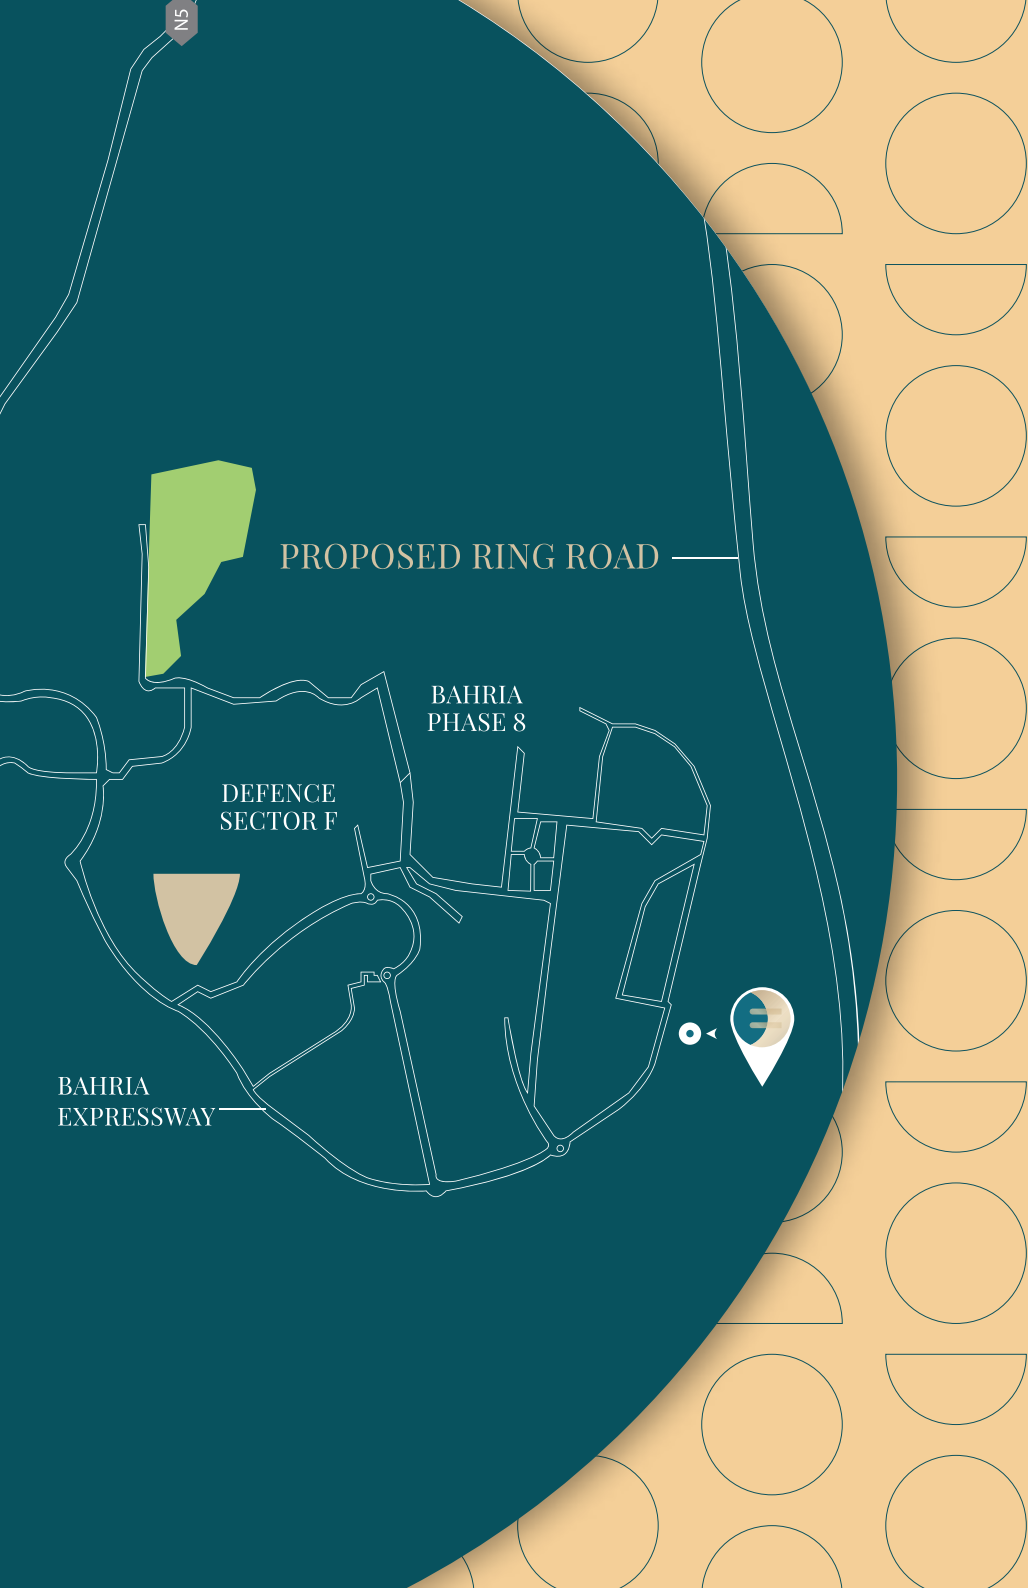 N5
PROPOSED RING ROAD
BAHRIA
PHASE 8
DEFENCE
SECTOR F
BAHRIA
EXPRESSWAY